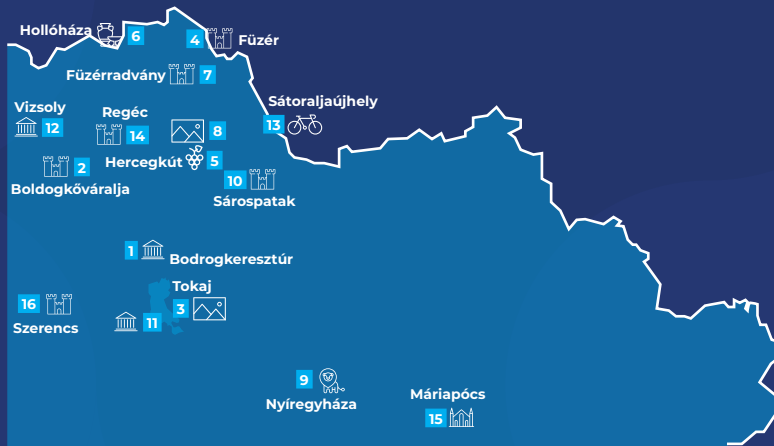 Hollóháza
6
4
Füzér
Füzérradvány
7
Vizsoly
12
Regéc
14
8
Sátoraljaújhely
13
2
Boldogkőváralja
Hercegkút
5
10
Sárospatak
1
Bodrogkeresztúr
Tokaj
3
16
Szerencs
11
9
Nyíregyháza
Máriapócs
15